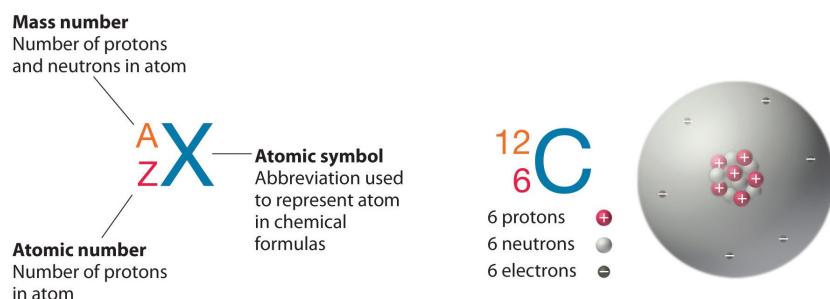 Mass number
Number of protons
and neutrons in atom
A
Z
X
Atomic symbol
Abbreviation used
to represent atom
in chemical
formulas
Atomic number
Number of protons
in atom
12
6
C
6 protons +
6 neutrons
6 electrons −